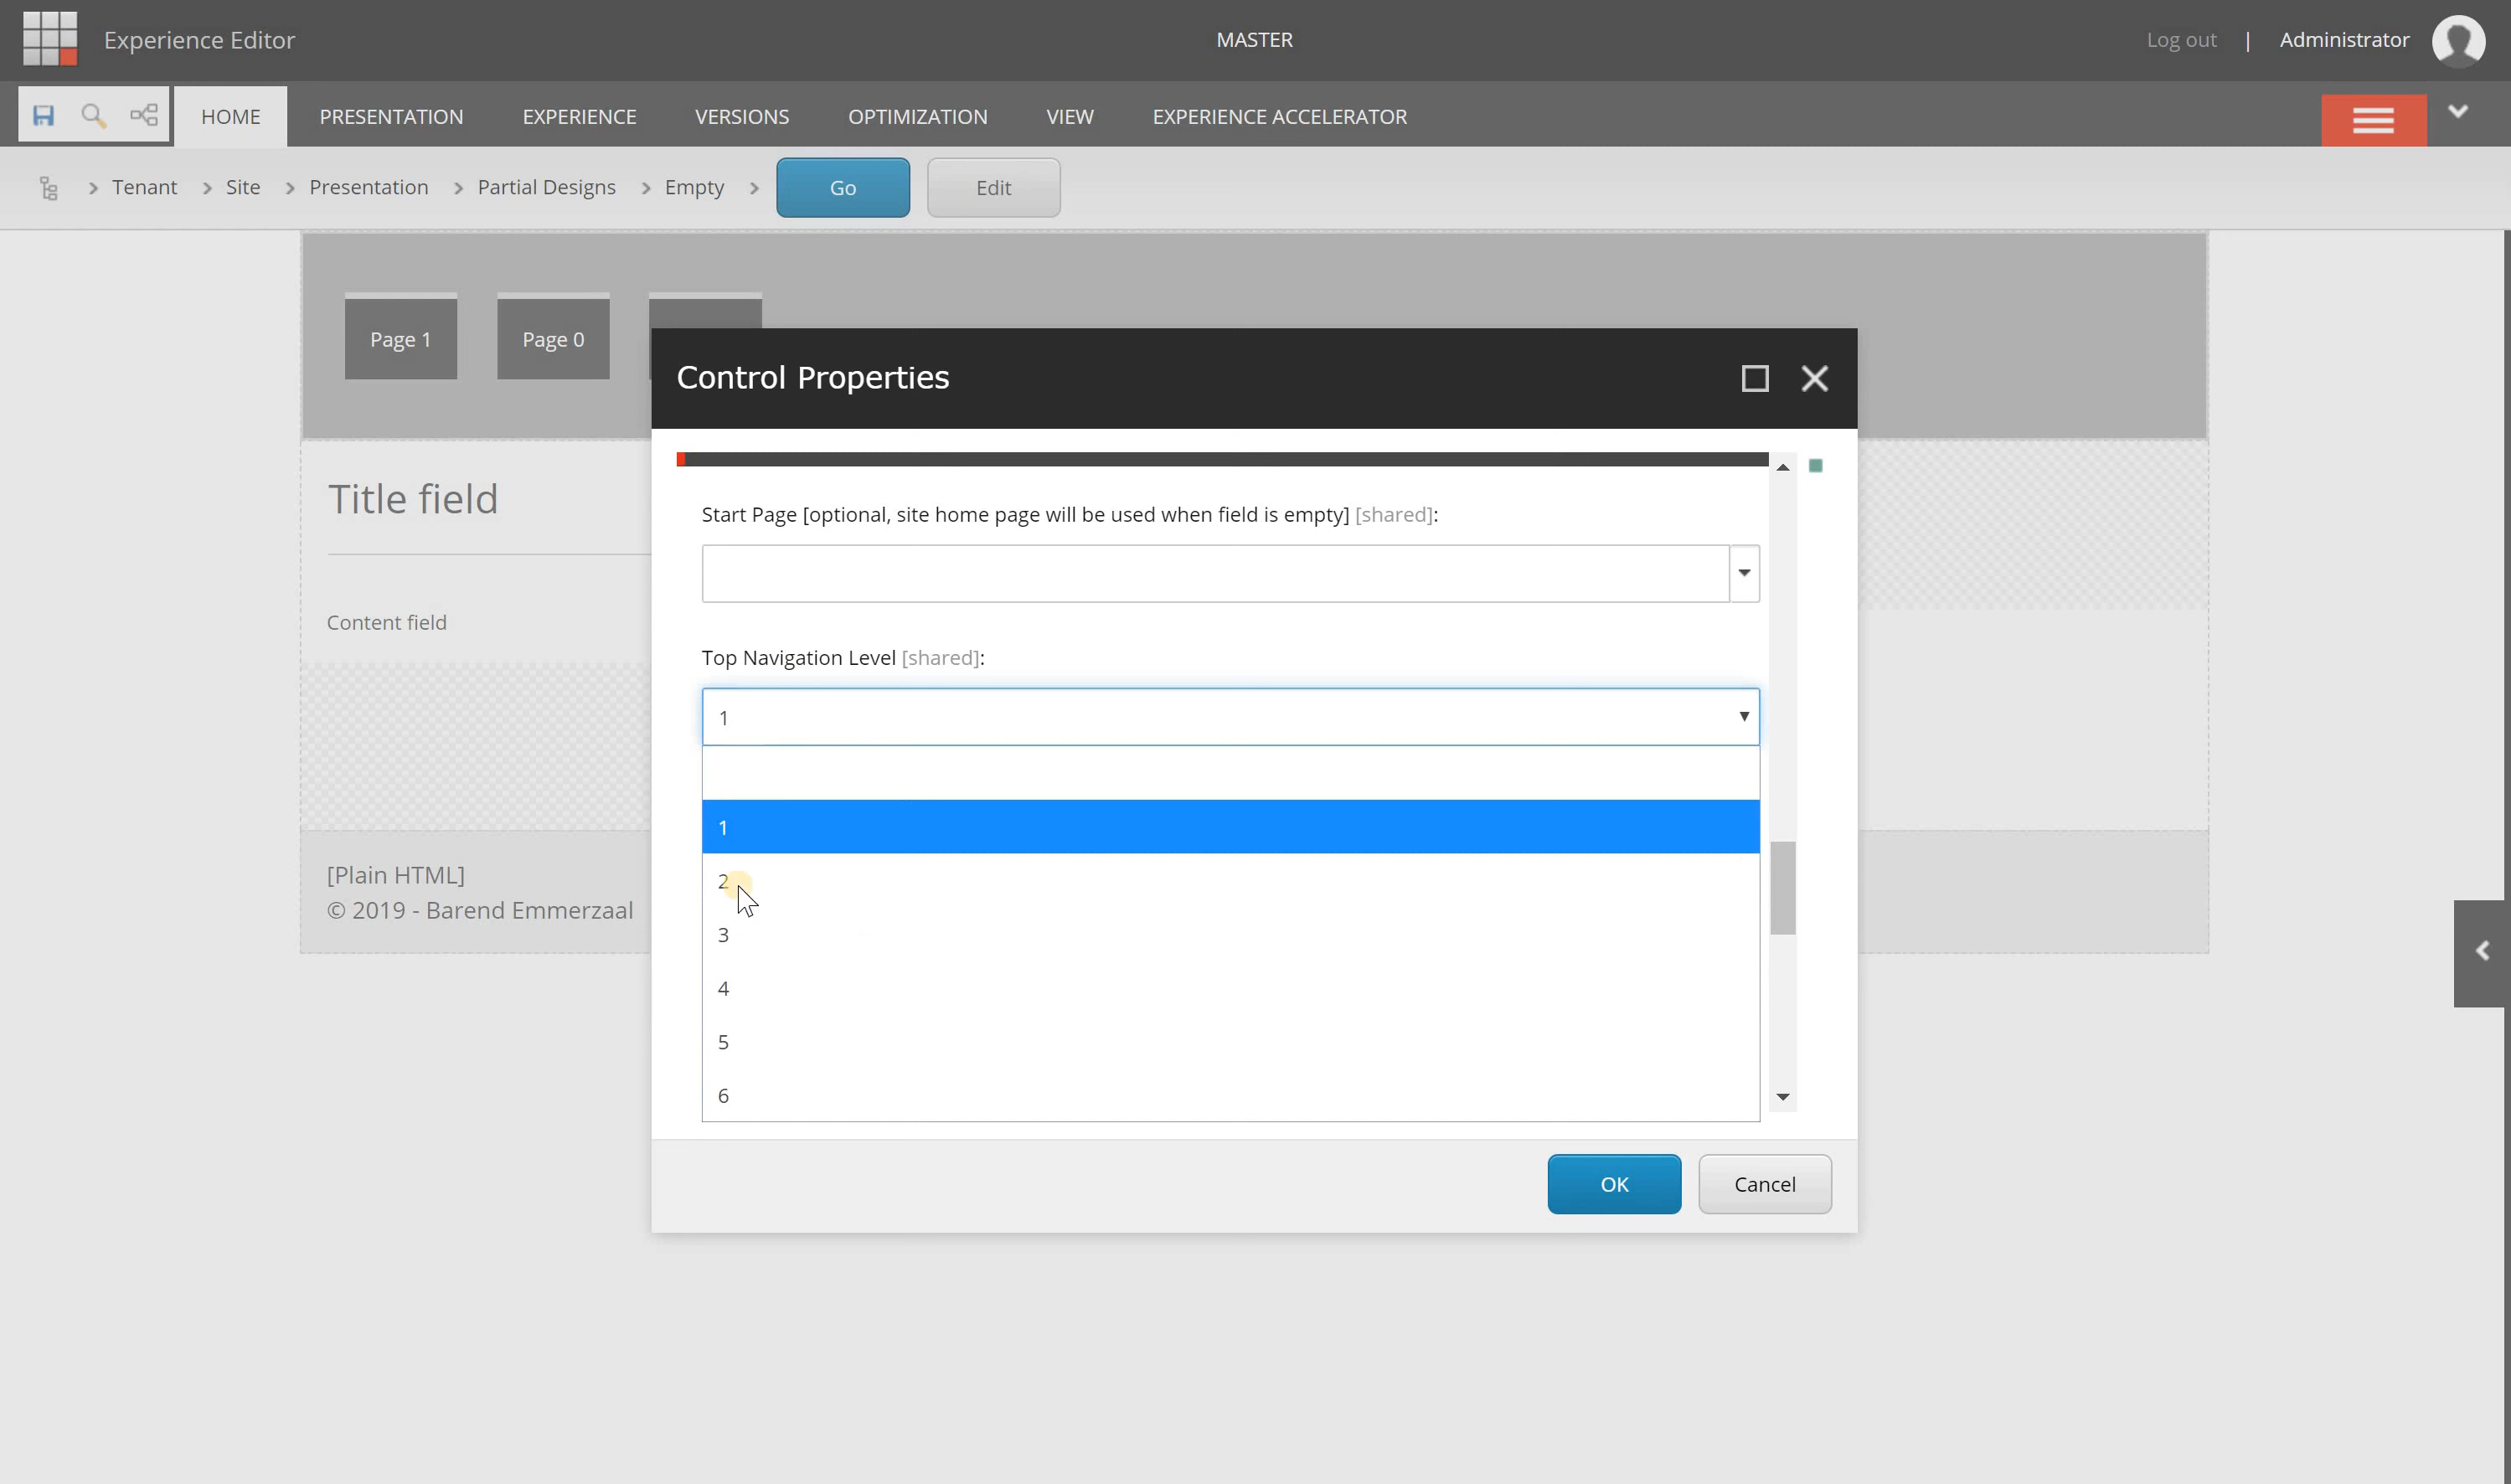 Experience Editor
MASTER
Log out | Administrator
HOME
PRESENTATION
EXPERIENCE
VERSIONS
OPTIMIZATION
VIEW
EXPERIENCE ACCELERATOR
Tenant
Site
Presentation
Partial Designs
Empty
Go
Edit
Page 1
Page 0
Title field
Content field
[Plain HTML]
© 2019 - Barend Emmerzaal
Control Properties
Start Page [optional, site home page will be used when field is empty] [shared]:
Top Navigation Level [shared]:
1
1
2
3
4
5
6
OK
Cancel